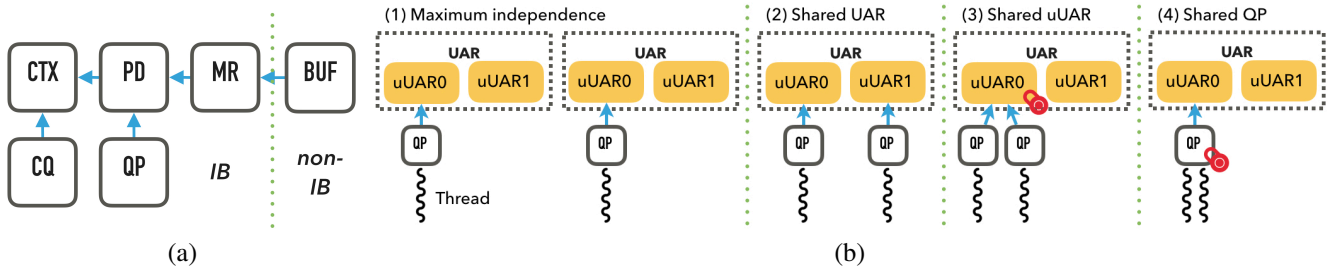 CTX
PD
MR
BUF
CQ
QP
IB
non-
IB
(a)
(1) Maximum independence
UAR
uUAR0
uUAR1
QP
Thread
UAR
uUAR0
uUAR1
QP
(2) Shared UAR
UAR
uUAR0
uUAR1
QP
QP
(3) Shared uUAR
UAR
uUAR0
uUAR1
QP
QP
(4) Shared QP
UAR
uUAR0
uUAR1
QP
(b)